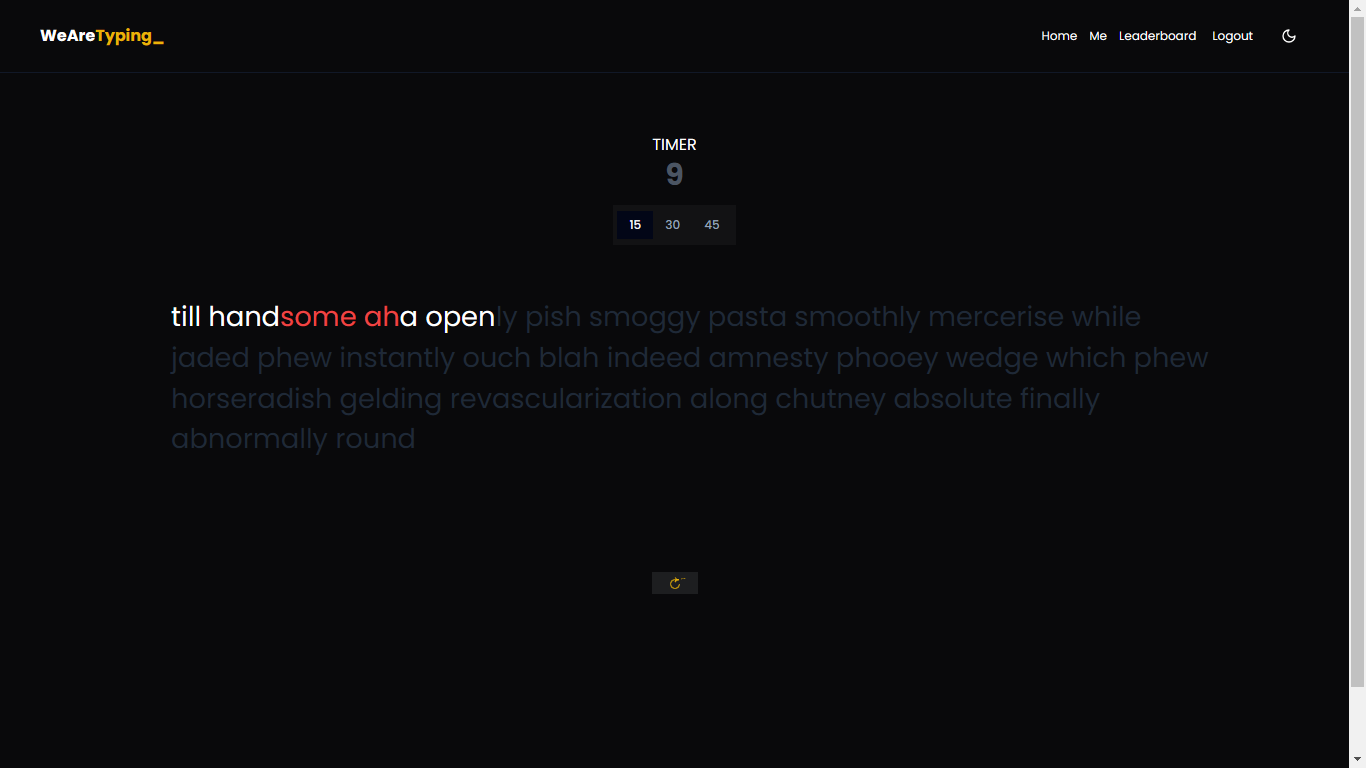 WeAreTyping_
Home Me Leaderboard Logout
TIMER
9
15 30 45
till handsome aha openly pish smoggy pasta smoothly mercerise while
jaded phew instantly ouch blah indeed amnesty phooey wedge which phew
horseradish gelding revascularization along chutney absolute finally
abnormally round